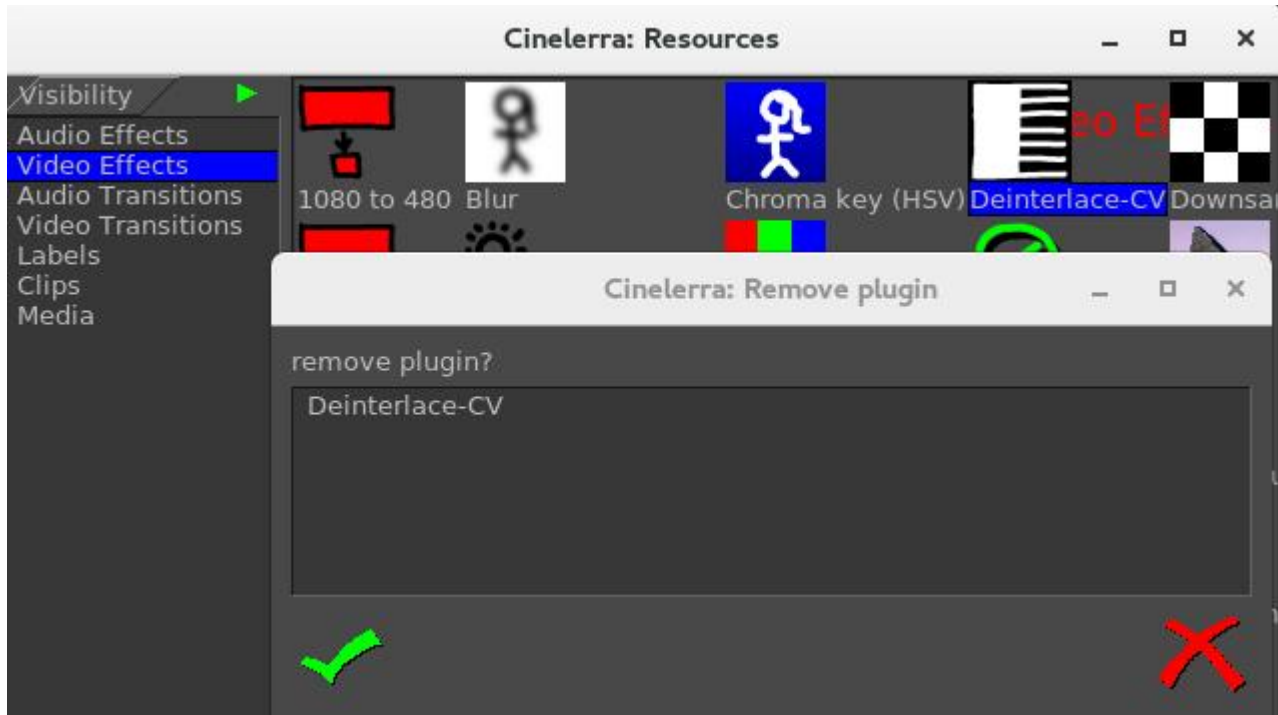 Cinelerra: Resources
Visibility
Audio Effects
Video Effects
Audio Transitions
Video Transitions
Labels
Clips
Media
1080 to 480 Blur Chroma key (HSV) Deinterlace-CV
Cinelerra: Remove plugin
remove plugin?
Deinterlace-CV